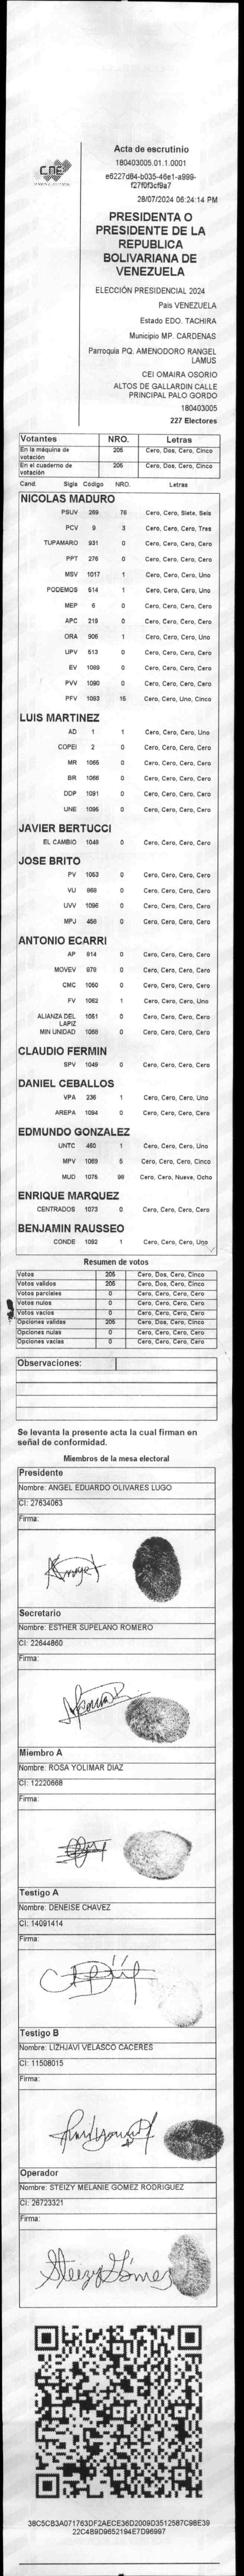 CNE
Acta de escrutinio
180403005.01.1.0001
e6227d84-b035-46e1-a999-
f27f0f3cf9a7
28/07/2024 06:24:14 PM
PRESIDENTA O
PRESIDENTE DE LA
REPUBLICA
BOLIVARIANA DE
VENEZUELA
ELECCIÓN PRESIDENCIAL 2024
Pais VENEZUELA
Estado EDO. TACHIRA
Municipio MP. CARDENAS
Parroquia PQ. AMENODORO RANGEL
LAMUS
CEI OMAIRA OSORIO
ALTOS DE GALLARDIN CALLE
PRINCIPAL PALO GORDO
180403005
227 Electores
Votantes NRO. Letras
En la máquina de votación 205 Cero, Dos, Cero, Cinco
En el cuaderno de votación 205 Cero, Dos, Cero, Cinco
Cand. Sigla Código NRO. Letras
NICOLAS MADURO
PSUV 269 76 Cero, Cero, Siete, Seis
PCV 9 3 Cero, Cero, Cero, Tres
TUPAMARO 931 0 Cero, Cero, Cero, Cero
PPT 276 0 Cero, Cero, Cero, Cero
MSV 1017 1 Cero, Cero, Cero, Uno
PODEMOS 514 1 Cero, Cero, Cero, Uno
MEP 6 0 Cero, Cero, Cero, Cero
APC 219 0 Cero, Cero, Cero, Cero
ORA 906 1 Cero, Cero, Cero, Uno
UPV 513 0 Cero, Cero, Cero, Cero
EV 1089 0 Cero, Cero, Cero, Cero
PVV 1090 0 Cero, Cero, Cero, Cero
PFV 1093 15 Cero, Cero, Uno, Cinco
LUIS MARTINEZ
AD 1 1 Cero, Cero, Cero, Uno
COPEI 2 0 Cero, Cero, Cero, Cero
MR 1065 0 Cero, Cero, Cero, Cero
BR 1066 0 Cero, Cero, Cero, Cero
DDP 1091 0 Cero, Cero, Cero, Cero
UNE 1095 0 Cero, Cero, Cero, Cero
JAVIER BERTUCCI
EL CAMBIO 1048 0 Cero, Cero, Cero, Cero
JOSE BRITO
PV 1053 0 Cero, Cero, Cero, Cero
VU 868 0 Cero, Cero, Cero, Cero
UVV 1096 0 Cero, Cero, Cero, Cero
MPJ 456 0 Cero, Cero, Cero, Cero
ANTONIO ECARRI
AP 814 0 Cero, Cero, Cero, Cero
MOVEV 879 0 Cero, Cero, Cero, Cero
CMC 1050 0 Cero, Cero, Cero, Cero
FV 1062 1 Cero, Cero, Cero, Uno
ALIANZA DEL LAPIZ 1051 0 Cero, Cero, Cero, Cero
MIN UNIDAD 1068 0 Cero, Cero, Cero, Cero
CLAUDIO FERMIN
SPV 1049 0 Cero, Cero, Cero, Cero
DANIEL CEBALLOS
VPA 236 1 Cero, Cero, Cero, Uno
AREPA 1094 0 Cero, Cero, Cero, Cero
EDMUNDO GONZALEZ
UNTC 460 1 Cero, Cero, Cero, Uno
MPV 1069 5 Cero, Cero, Cero, Cinco
MUD 1075 98 Cero, Cero, Nueve, Ocho
ENRIQUE MARQUEZ
CENTRADOS 1073 0 Cero, Cero, Cero, Cero
BENJAMIN RAUSSEO
CONDE 1092 1 Cero, Cero, Cero, Uno
Resumen de votos
Votos 205 Cero, Dos, Cero, Cinco
Votos validos 205 Cero, Dos, Cero, Cinco
Votos parciales 0 Cero, Cero, Cero, Cero
Votos nulos 0 Cero, Cero, Cero, Cero
Votos vacios 0 Cero, Cero, Cero, Cero
Opciones validas 205 Cero, Dos, Cero, Cinco
Opciones nulas 0 Cero, Cero, Cero, Cero
Opciones vacias 0 Cero, Cero, Cero, Cero
Observaciones:
Se levanta la presente acta la cual firman en
señal de conformidad.
Miembros de la mesa electoral
Presidente
Nombre: ANGEL EDUARDO OLIVARES LUGO
CI: 27634063
Firma:
Angel
Secretario
Nombre: ESTHER SUPELANO ROMERO
CI: 22644860
Firma:
Miembro A
Nombre: ROSA YOLIMAR DIAZ
CI: 12220668
Firma:
Testigo A
Nombre: DENEISE CHAVEZ
CI: 14091414
Firma:
Testigo B
Nombre: LIZHJAVI VELASCO CACERES
CI: 11508015
Firma:
Operador
Nombre: STEIZY MELANIE GOMEZ RODRIGUEZ
CI: 26723321
Firma:
Steizy Gómez
38C5CB3A071763DF2AECE36D2009D3512587C98E39
22C4B9D9652194E7D96997